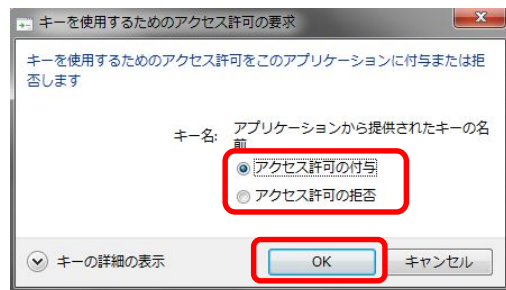 キーを使用するためのアクセス許可の要求
キーを使用するためのアクセス許可をこのアプリケーションに付与または拒
否します
キー名: アプリケーションから提供されたキーの名
前
アクセス許可の付与
アクセス許可の拒否
キーの詳細の表示 OK キャンセル